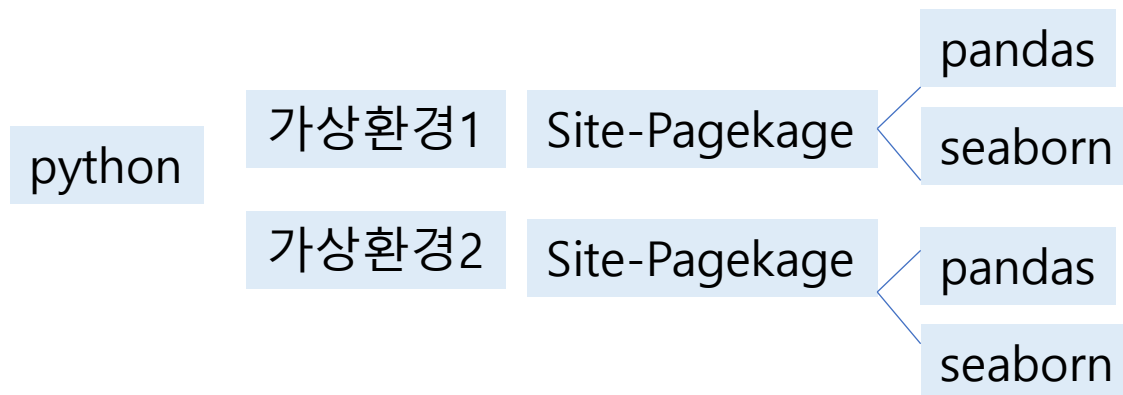 python
가상환경1
Site-Pagekage
pandas
seaborn
가상환경2
Site-Pagekage
pandas
seaborn